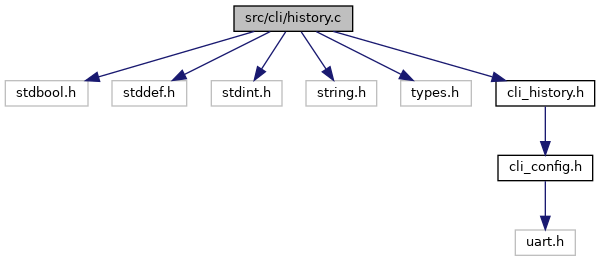 src/cli/history.c
stdbool.h
stddef.h
stdint.h
string.h
types.h
cli_history.h
cli_config.h
uart.h